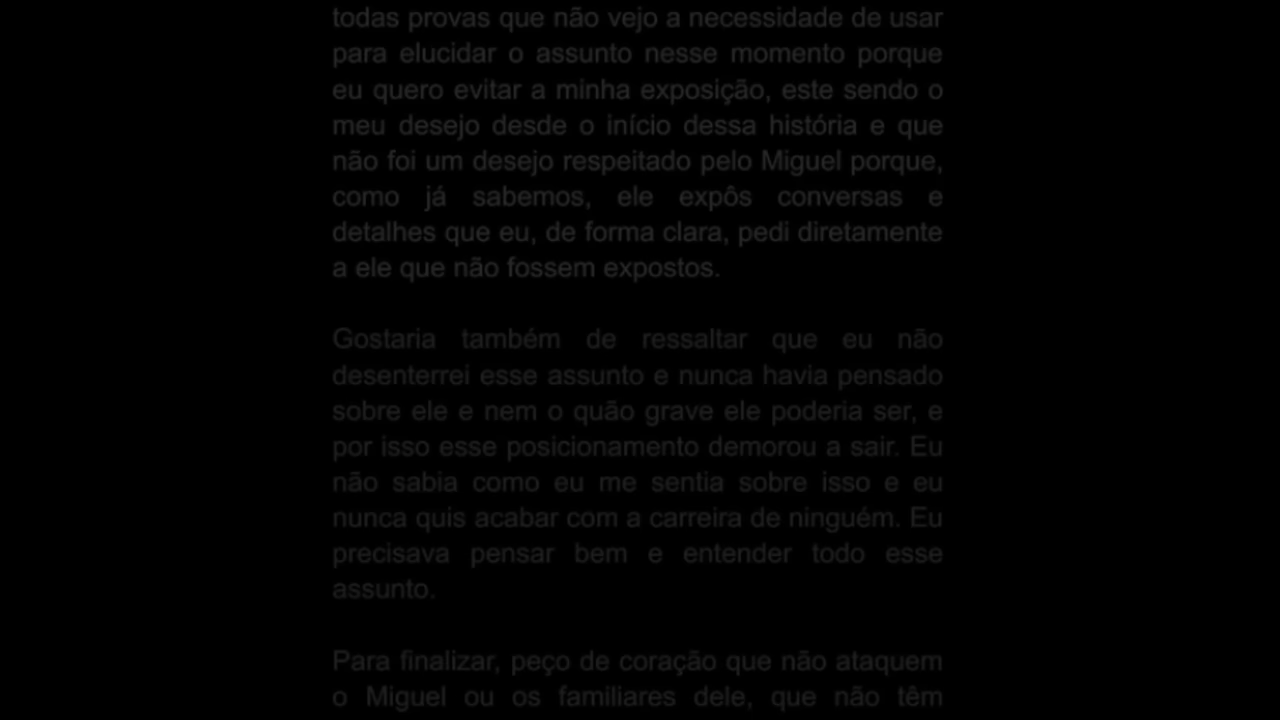 todas provas que não vejo a necessidade de usar
para elucidar o assunto nesse momento porque
eu quero evitar a minha exposição, este sendo o
meu desejo desde o início dessa história e que
não foi um desejo respeitado pelo Miguel porque,
como já sabemos, ele expôs conversas e
detalhes que eu, de forma clara, pedi diretamente
a ele que não fossem expostos.
Gostaria também de ressaltar que eu não
desenterrei esse assunto e nunca havia pensado
sobre ele e nem o quão grave ele poderia ser, e
por isso esse posicionamento demorou a sair. Eu
não sabia como eu me sentia sobre isso e eu
nunca quis acabar com a carreira de ninguém. Eu
precisava pensar bem e entender todo esse
assunto.
Para finalizar, peço de coração que não ataquem
o Miguel ou os familiares dele, que não têm